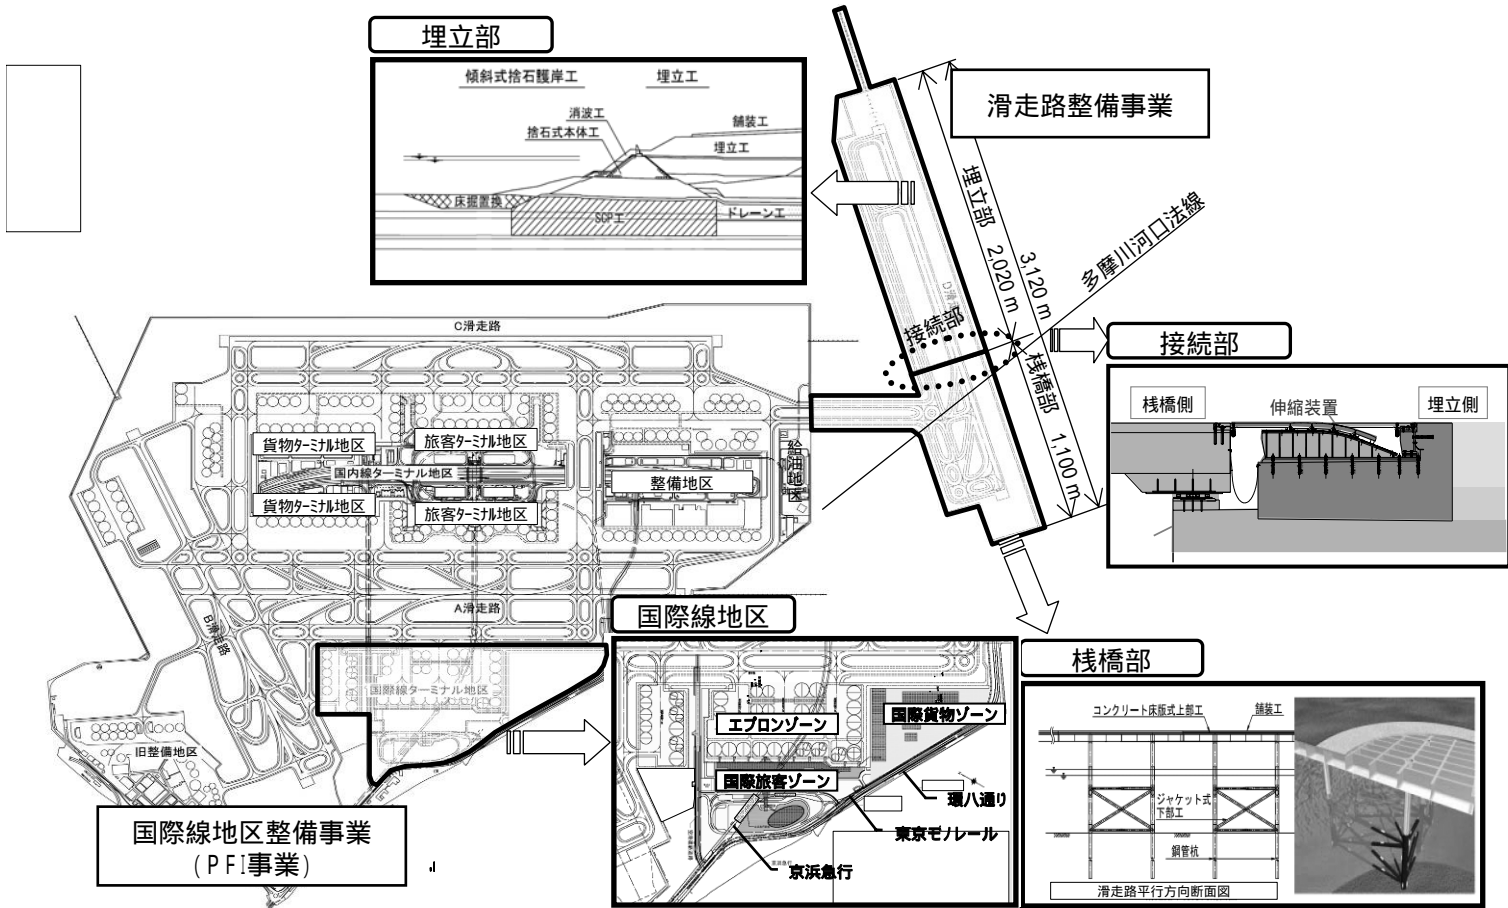 埋立部
傾斜式捨石護岸工
埋立工
消波工
捨石式本体工
舗装工
埋立工
床掘置換
SCP工
ドレーン工
滑走路整備事業
埋立部 2,020 m
3,120 m
多摩川河口法線
D滑走
接続部
桟橋部 1,100 m
接続部
桟橋側
伸縮装置
埋立側
C滑走路
貨物ターミナル地区
旅客ターミナル地区
国内線ターミナル地区
貨物ターミナル地区
旅客ターミナル地区
整備地区
給油地区
A滑走路
B滑走路
国際線ターミナル地区
旧整備地区
国際線地区整備事業
(PFI事業)
国際線地区
エプロンゾーン
国際貨物ゾーン
国際旅客ゾーン
環八通り
東京モノレール
京浜急行
桟橋部
コンクリート床版式上部工
舗装工
ジャケット式
下部工
鋼管杭
滑走路平行方向断面図